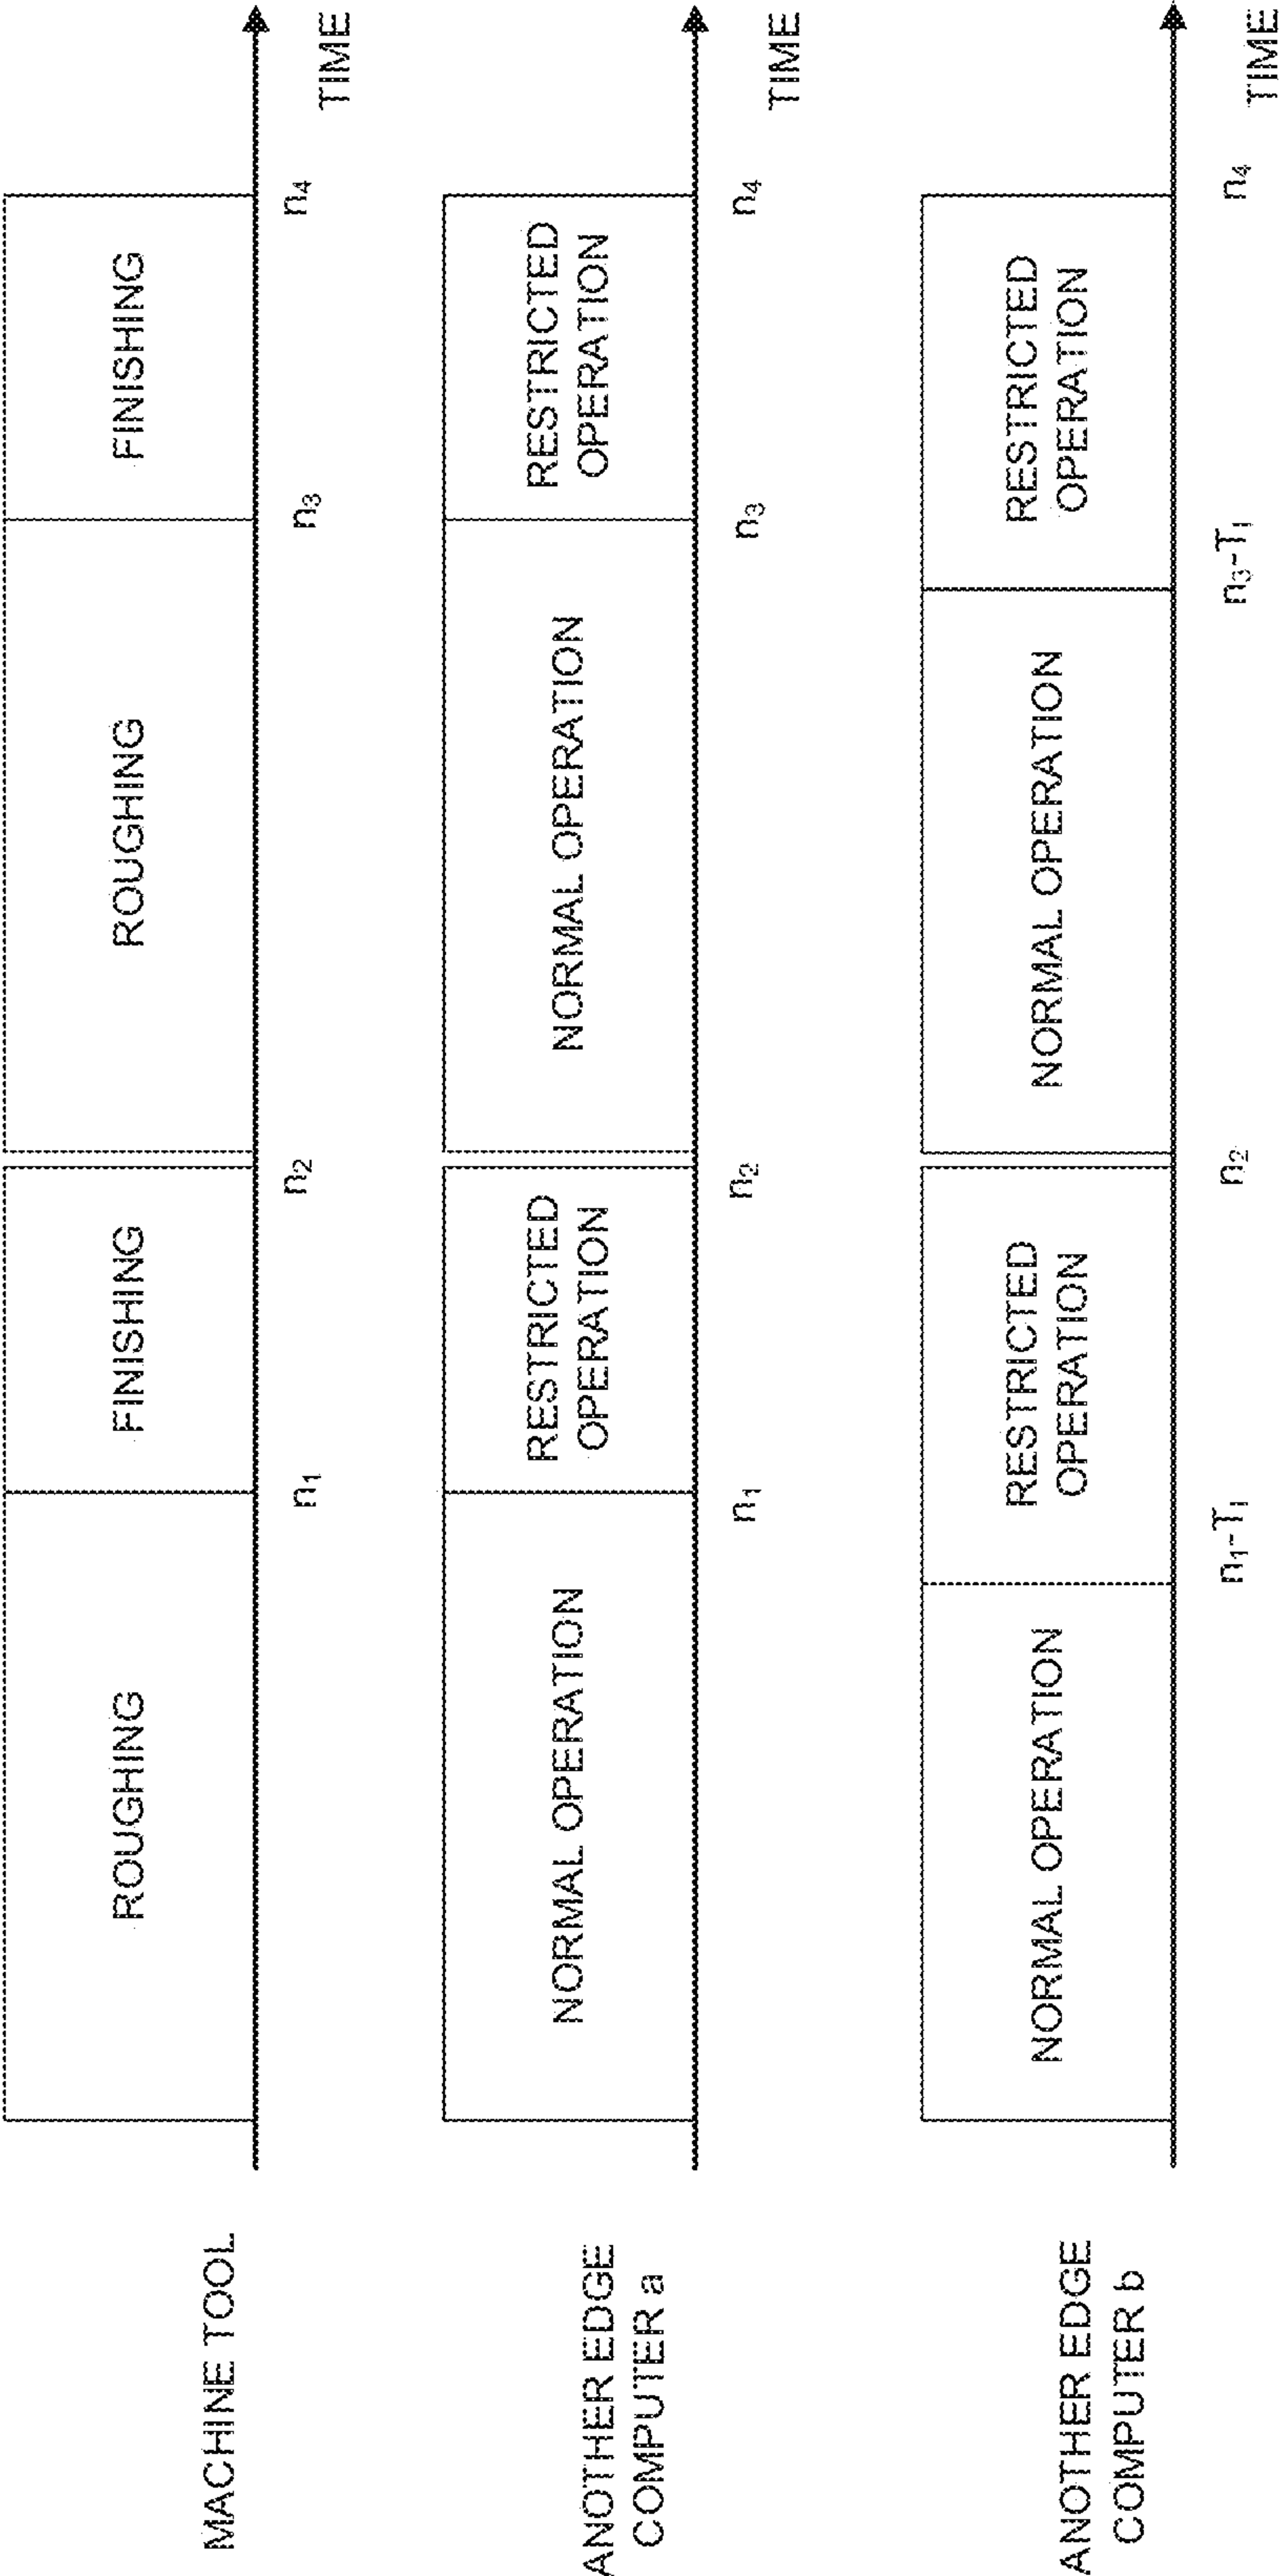 MACHINE TOOL
ROUGHING
FINISHING
ROUGHING
FINISHING
n₁
n₂
n₃
n₄
TIME
ANOTHER EDGE
COMPUTER a
NORMAL OPERATION
RESTRICTED
OPERATION
NORMAL OPERATION
RESTRICTED
OPERATION
n₁
n₂
n₃
n₄
TIME
ANOTHER EDGE
COMPUTER b
NORMAL OPERATION
RESTRICTED
OPERATION
NORMAL OPERATION
RESTRICTED
OPERATION
n₁-Tᵢ
n₂
n₃-Tᵢ
n₄
TIME